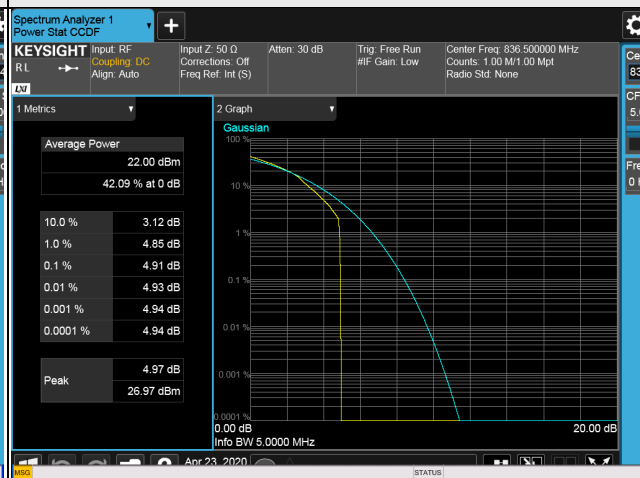 Spectrum Analyzer 1
Power Stat CCDF
KEYSIGHT
R L
LXI
Input: RF
Coupling: DC
Align: Auto
Input Z: 50 Ω
Corrections: Off
Freq Ref: Int (S)
Atten: 30 dB
Trig: Free Run
#IF Gain: Low
Center Freq: 836.500000 MHz
Counts: 1.00 M/1.00 Mpt
Radio Std: None
1 Metrics
Average Power
22.00 dBm
42.09 % at 0 dB
10.0 % 3.12 dB
1.0 % 4.85 dB
0.1 % 4.91 dB
0.01 % 4.93 dB
0.001 % 4.94 dB
0.0001 % 4.94 dB
Peak
4.97 dB
26.97 dBm
2 Graph
Gaussian
100 %
10 %
1 %
0.1 %
0.01 %
0.001 %
0.0001 %
0.00 dB 20.00 dB
Info BW 5.0000 MHz
Apr 23, 2020
MSG STATUS